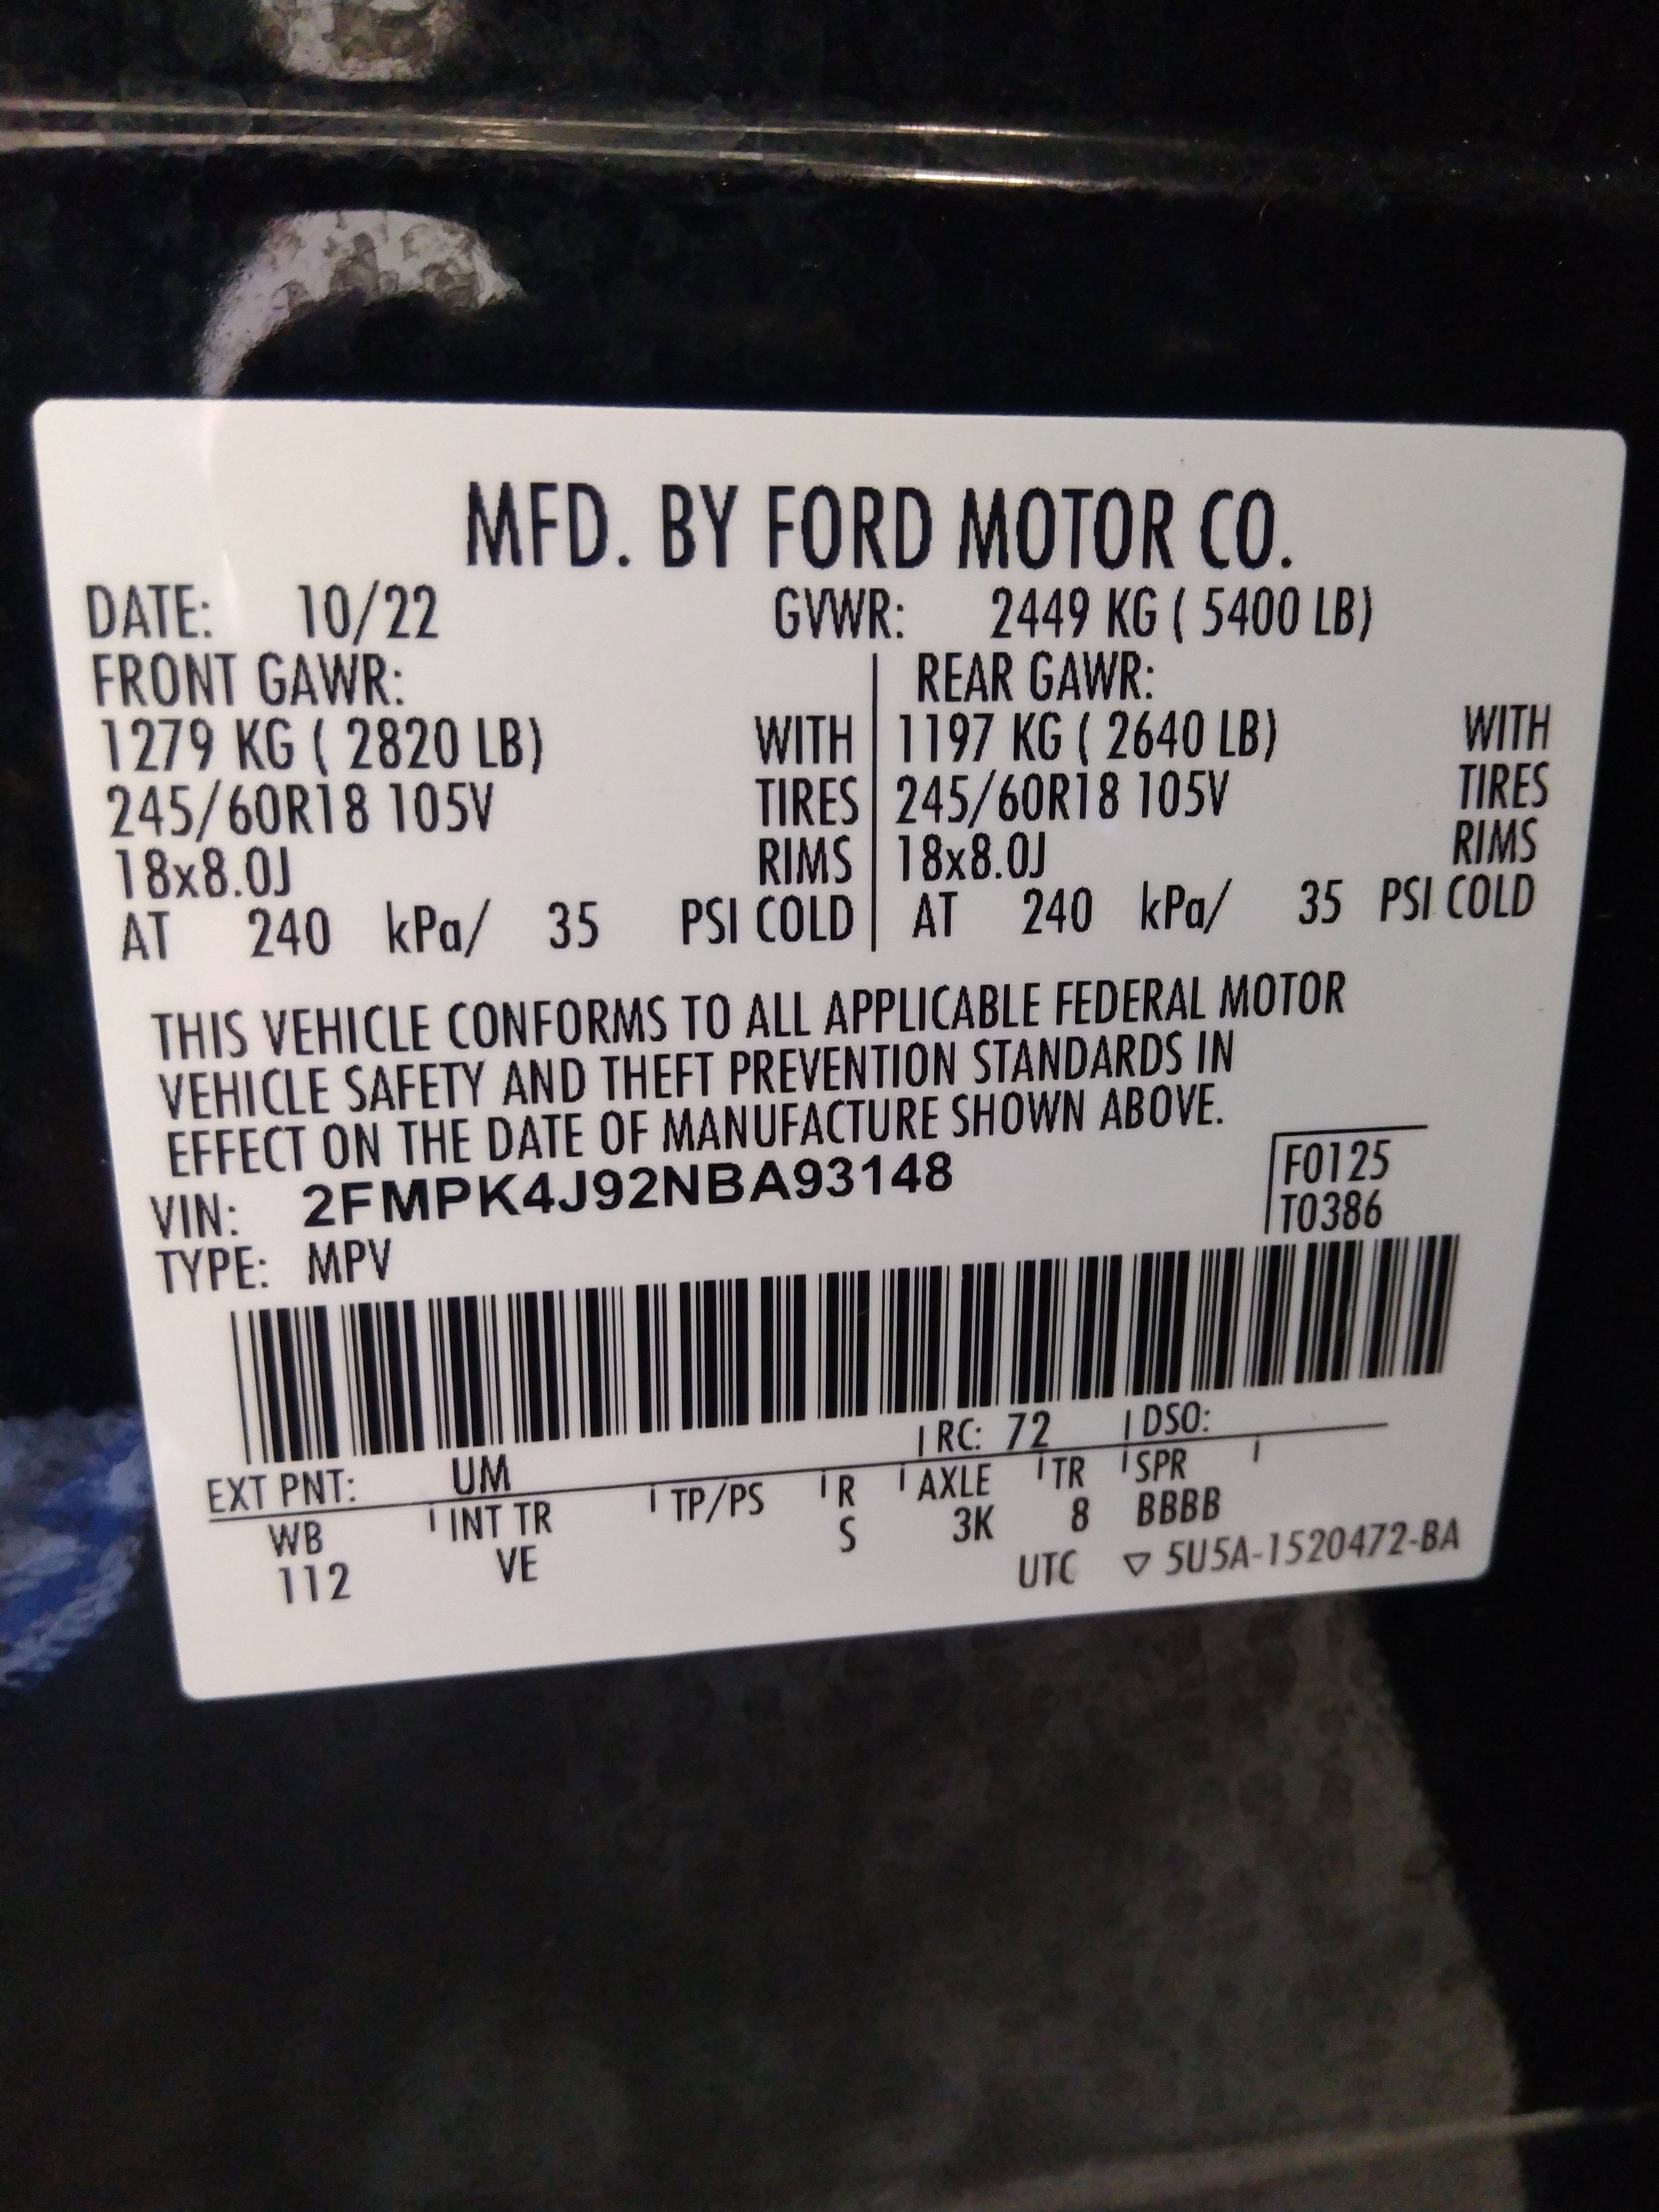 MFD. BY FORD MOTOR CO.
DATE: 10/22 GVWR: 2449 KG ( 5400 LB)
FRONT GAWR: REAR GAWR:
1279 KG ( 2820 LB) WITH 1197 KG ( 2640 LB) WITH
245/60R18 105V TIRES 245/60R18 105V TIRES
18x8.0J RIMS 18x8.0J RIMS
AT 240 kPa/ 35 PSI COLD AT 240 kPa/ 35 PSI COLD
THIS VEHICLE CONFORMS TO ALL APPLICABLE FEDERAL MOTOR
VEHICLE SAFETY AND THEFT PREVENTION STANDARDS IN
EFFECT ON THE DATE OF MANUFACTURE SHOWN ABOVE.
VIN: 2FMPK4J92NBA93148 F0125
TYPE: MPV T0386
EXT PNT: UM RC: 72 DSO:
WB INT TR TP/PS R AXLE TR SPR
112 VE S 3K 8 BBBB
UTC ▽ 5U5A-1520472-BA